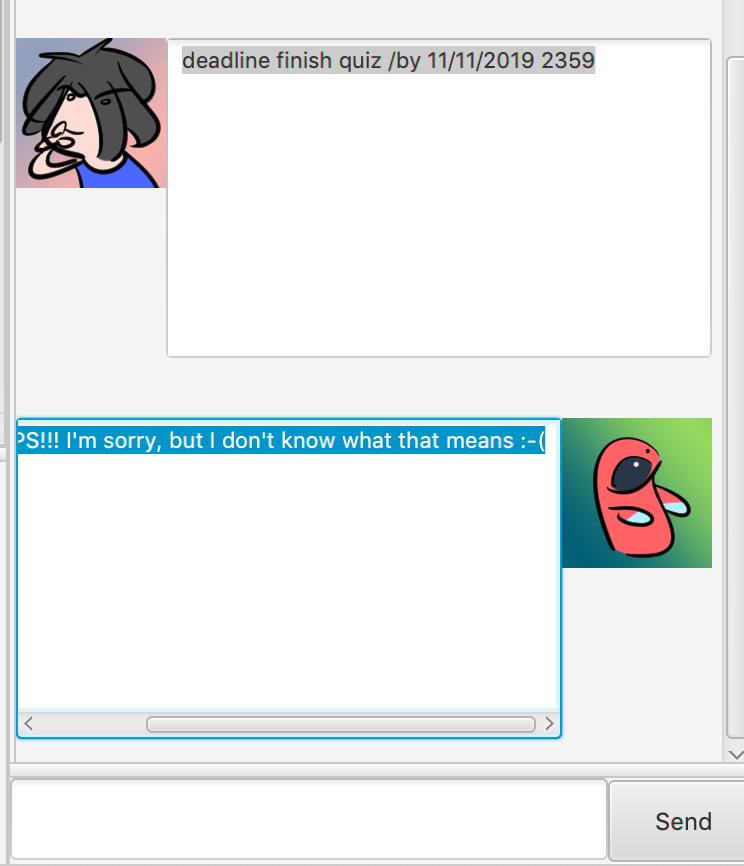 deadline finish quiz /by 11/11/2019 2359
PS!!! I'm sorry, but I don't know what that means :-(
Send